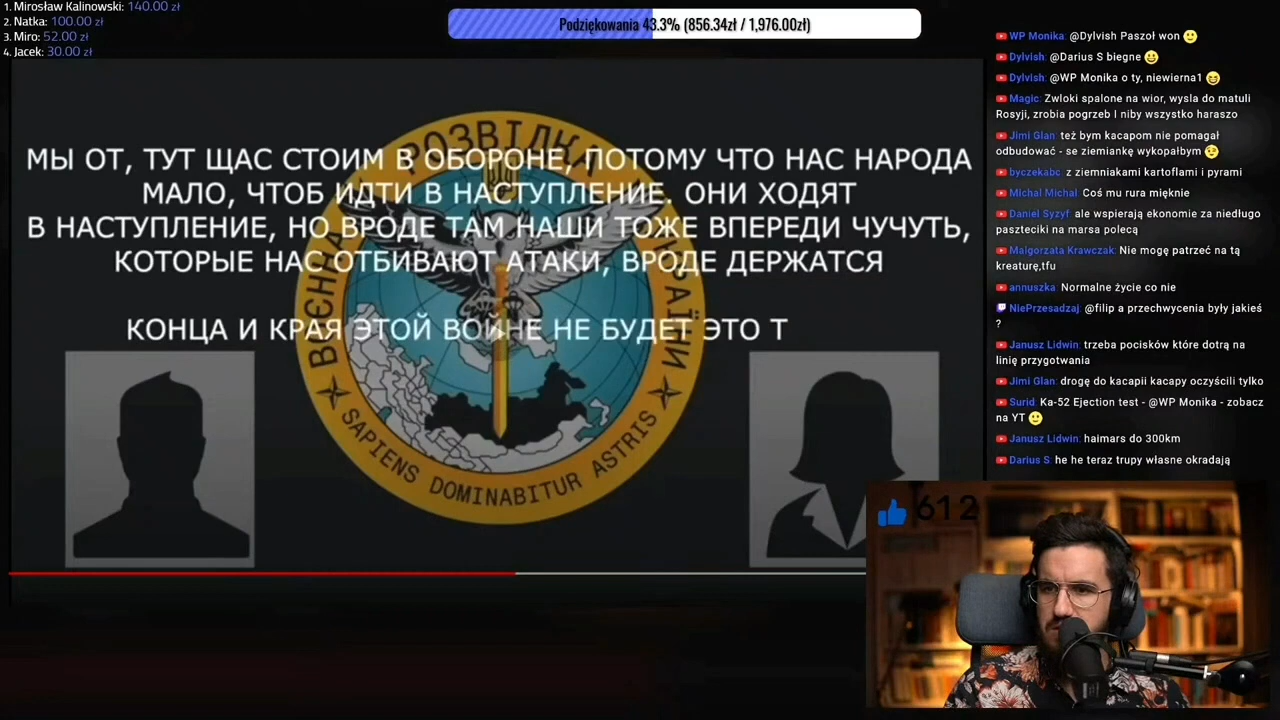 1. Mirosław Kalinowski: 140.00 zł
2. Natka: 100.00 zł
3. Miro: 52.00 zł
4. Jacek: 30.00 zł
Podziękowania 43.3% (856.34zł / 1,976.00zł)
МЫ ОТ, ТУТ ЩАС СТОИМ В ОБОРОНЕ, ПОТОМУ ЧТО НАС НАРОДА
МАЛО, ЧТОБ ИДТИ В НАСТУПЛЕНИЕ. ОНИ ХОДЯТ
В НАСТУПЛЕНИЕ, НО ВРОДЕ ТАМ НАШИ ТОЖЕ ВПЕРЕДИ ЧУЧУТЬ,
КОТОРЫЕ НАС ОТБИВАЮТ АТАКИ, ВРОДЕ ДЕРЖАТСЯ
КОНЦА И КРАЯ ЭТОЙ ВОЙНЕ НЕ БУДЕТ ЭТО Т
РОЗВІДКА
ВОЄННА
SAPIENS DOMINABITUR ASTRIS
WP Monika: @Dylvish Paszoł won 🙂
Dylvish: @Darius S biegne 😀
Dylvish: @WP Monika o ty, niewierna1 😝
Magic: Zwloki spalone na wior, wysla do matuli
Rosyji, zrobia pogrzeb I niby wszystko haraszo
Jimi Glan: też bym kacapom nie pomagał
odbudować - se ziemiankę wykopałbym 😉
byczekabc: z ziemniakami kartoflami i pyrami
MIchal Michal: Coś mu rura mięknie
Daniel Syzyf: ale wspierają ekonomie za niedługo
paszteciki na marsa polecą
Malgorzata Krawczak: Nie mogę patrzeć na tą
kreaturę,tfu
annuszka: Normalne życie co nie
NiePrzesadzaj: @filip a przechwycenia były jakieś
?
Janusz Lidwin: trzeba pocisków które dotrą na
linię przygotwania
Jimi Glan: drogę do kacapii kacapy oczyścili tylko
Surid: Ka-52 Ejection test - @WP Monika - zobacz
na YT 🙂
Janusz Lidwin: haimars do 300km
Darius S: he he teraz trupy własne okradają
612